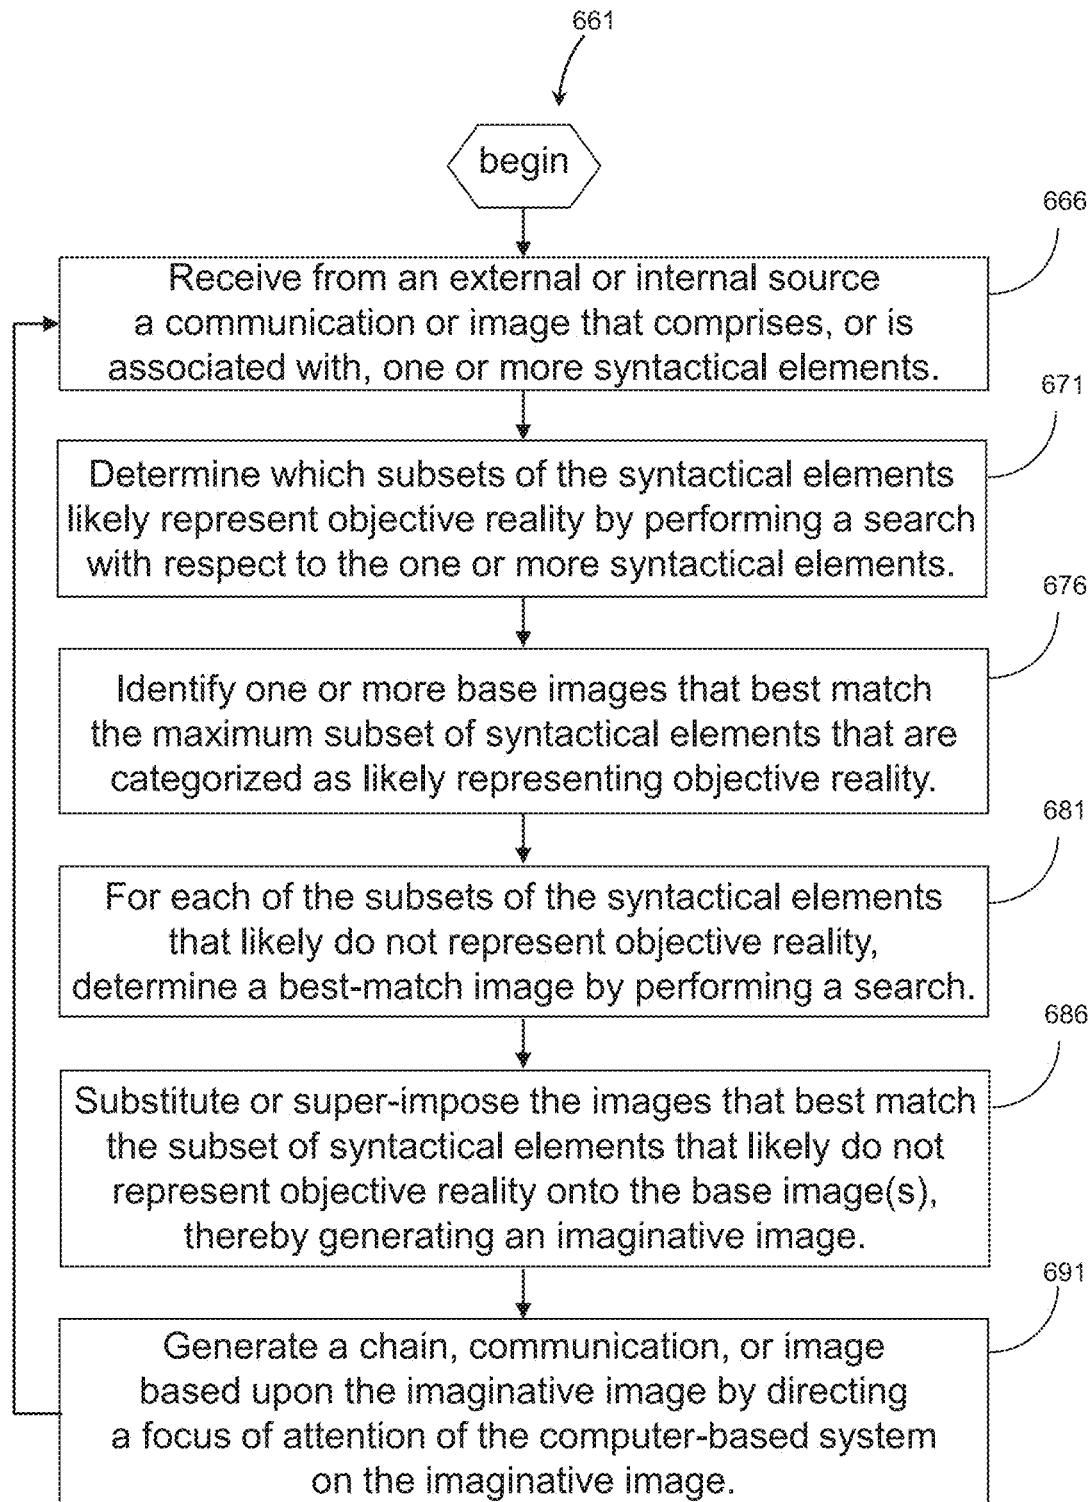 661
begin
666
Receive from an external or internal source
a communication or image that comprises, or is
associated with, one or more syntactical elements.
671
Determine which subsets of the syntactical elements
likely represent objective reality by performing a search
with respect to the one or more syntactical elements.
676
Identify one or more base images that best match
the maximum subset of syntactical elements that are
categorized as likely representing objective reality.
681
For each of the subsets of the syntactical elements
that likely do not represent objective reality,
determine a best-match image by performing a search.
686
Substitute or super-impose the images that best match
the subset of syntactical elements that likely do not
represent objective reality onto the base image(s),
thereby generating an imaginative image.
691
Generate a chain, communication, or image
based upon the imaginative image by directing
a focus of attention of the computer-based system
on the imaginative image.